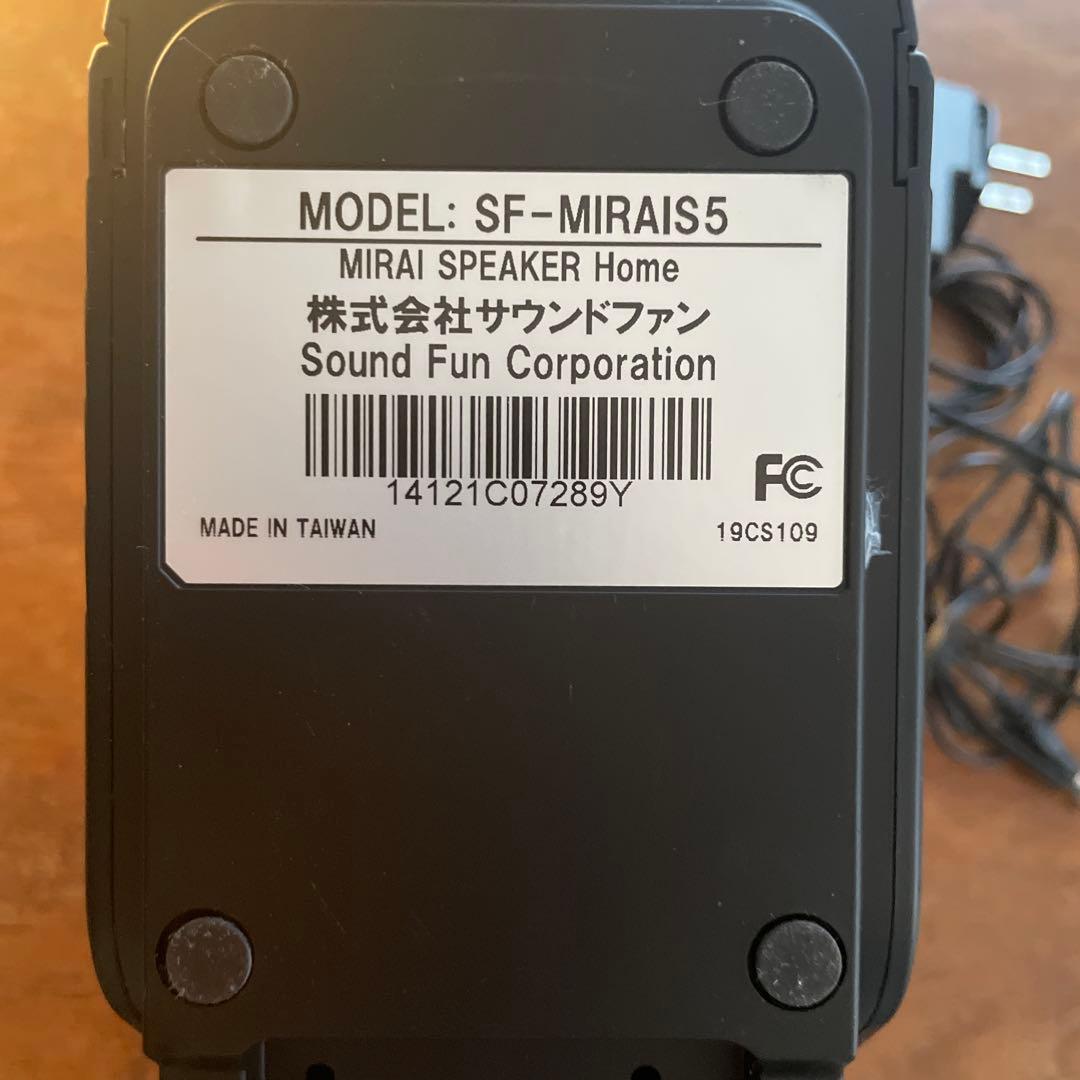 MODEL: SF-MIRAIS5
MIRAI SPEAKER Home
株式会社サウンドファン
Sound Fun Corporation
14121C07289Y
FC
MADE IN TAIWAN
19CS109